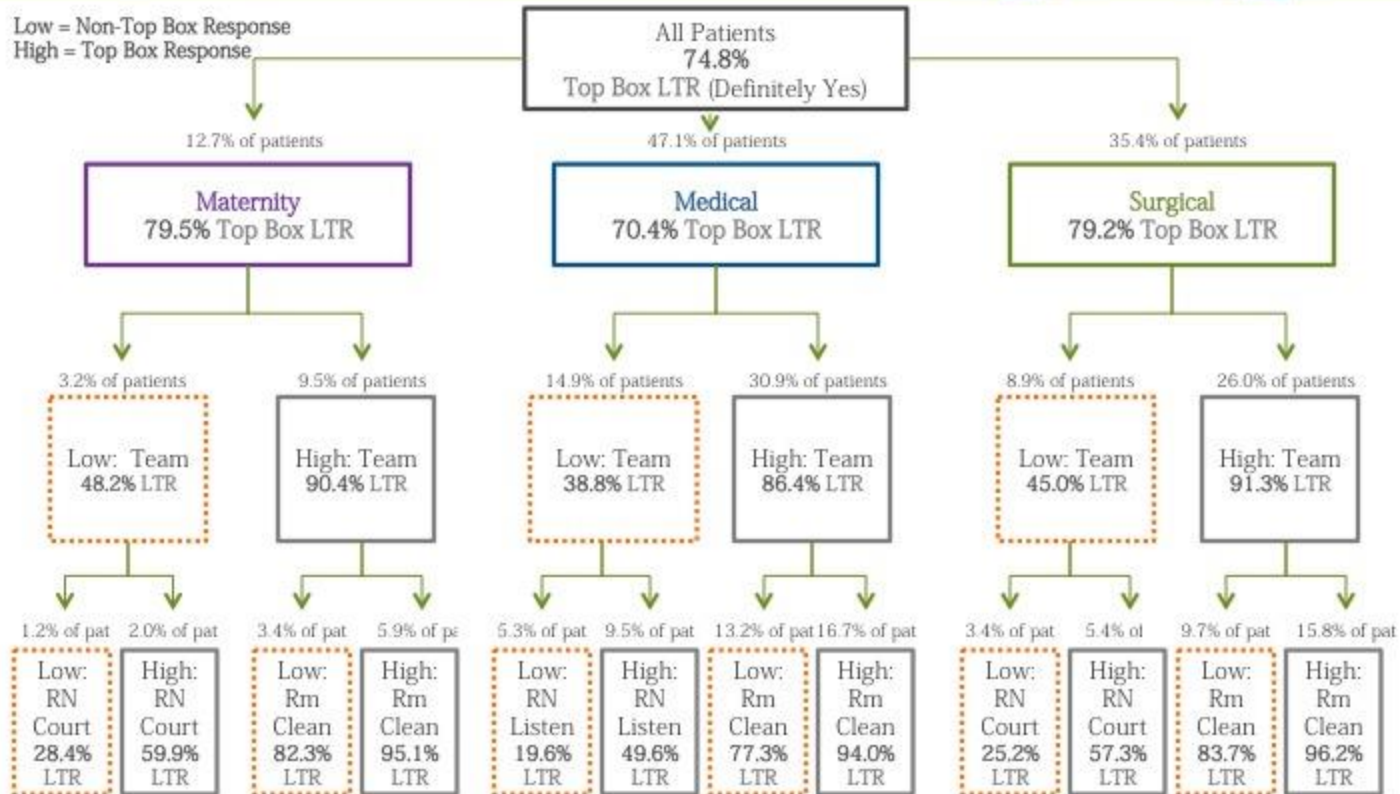 Low = Non-Top Box Response
High = Top Box Response
All Patients
74.8%
Top Box LTR (Definitely Yes)
12.7% of patients
47.1% of patients
35.4% of patients
Maternity
79.5% Top Box LTR
Medical
70.4% Top Box LTR
Surgical
79.2% Top Box LTR
3.2% of patients
9.5% of patients
14.9% of patients
30.9% of patients
8.9% of patients
26.0% of patients
Low: Team
48.2% LTR
High: Team
90.4% LTR
Low: Team
38.8% LTR
High: Team
86.4% LTR
Low: Team
45.0% LTR
High: Team
91.3% LTR
1.2% of pat
2.0% of pat
3.4% of pat
5.9% of pa
5.3% of pat
9.5% of pat
13.2% of pat
16.7% of pat
3.4% of pat
5.4% of
9.7% of pat
15.8% of pat
Low:
RN
Court
28.4%
LTR
High:
RN
Court
59.9%
LTR
Low:
Rm
Clean
82.3%
LTR
High:
Rm
Clean
95.1%
LTR
Low:
RN
Listen
19.6%
LTR
High:
RN
Listen
49.6%
LTR
Low:
Rm
Clean
77.3%
LTR
High:
Rm
Clean
94.0%
LTR
Low:
RN
Court
25.2%
LTR
High:
RN
Court
57.3%
LTR
Low:
Rm
Clean
83.7%
LTR
High:
Rm
Clean
96.2%
LTR